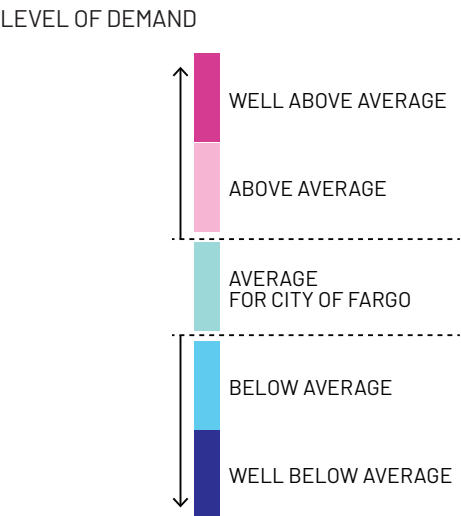 LEVEL OF DEMAND
WELL ABOVE AVERAGE
ABOVE AVERAGE
AVERAGE
FOR CITY OF FARGO
BELOW AVERAGE
WELL BELOW AVERAGE